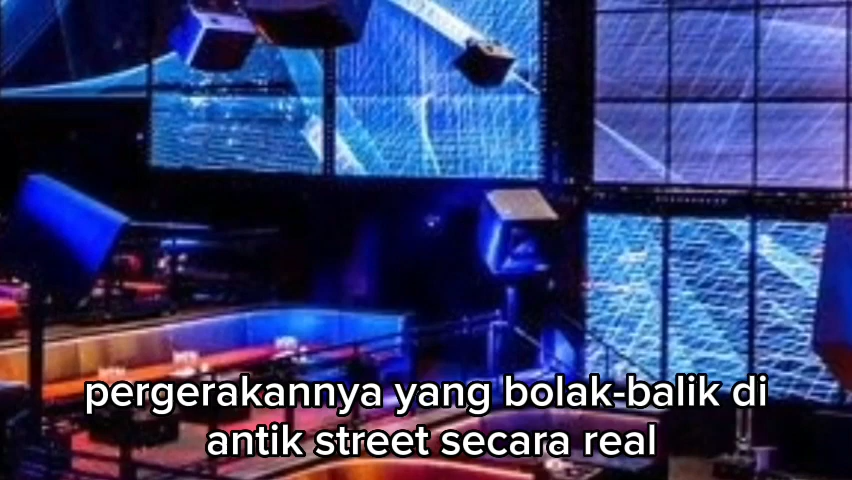 pergerakannya yang bolak-balik di
antik street secara real